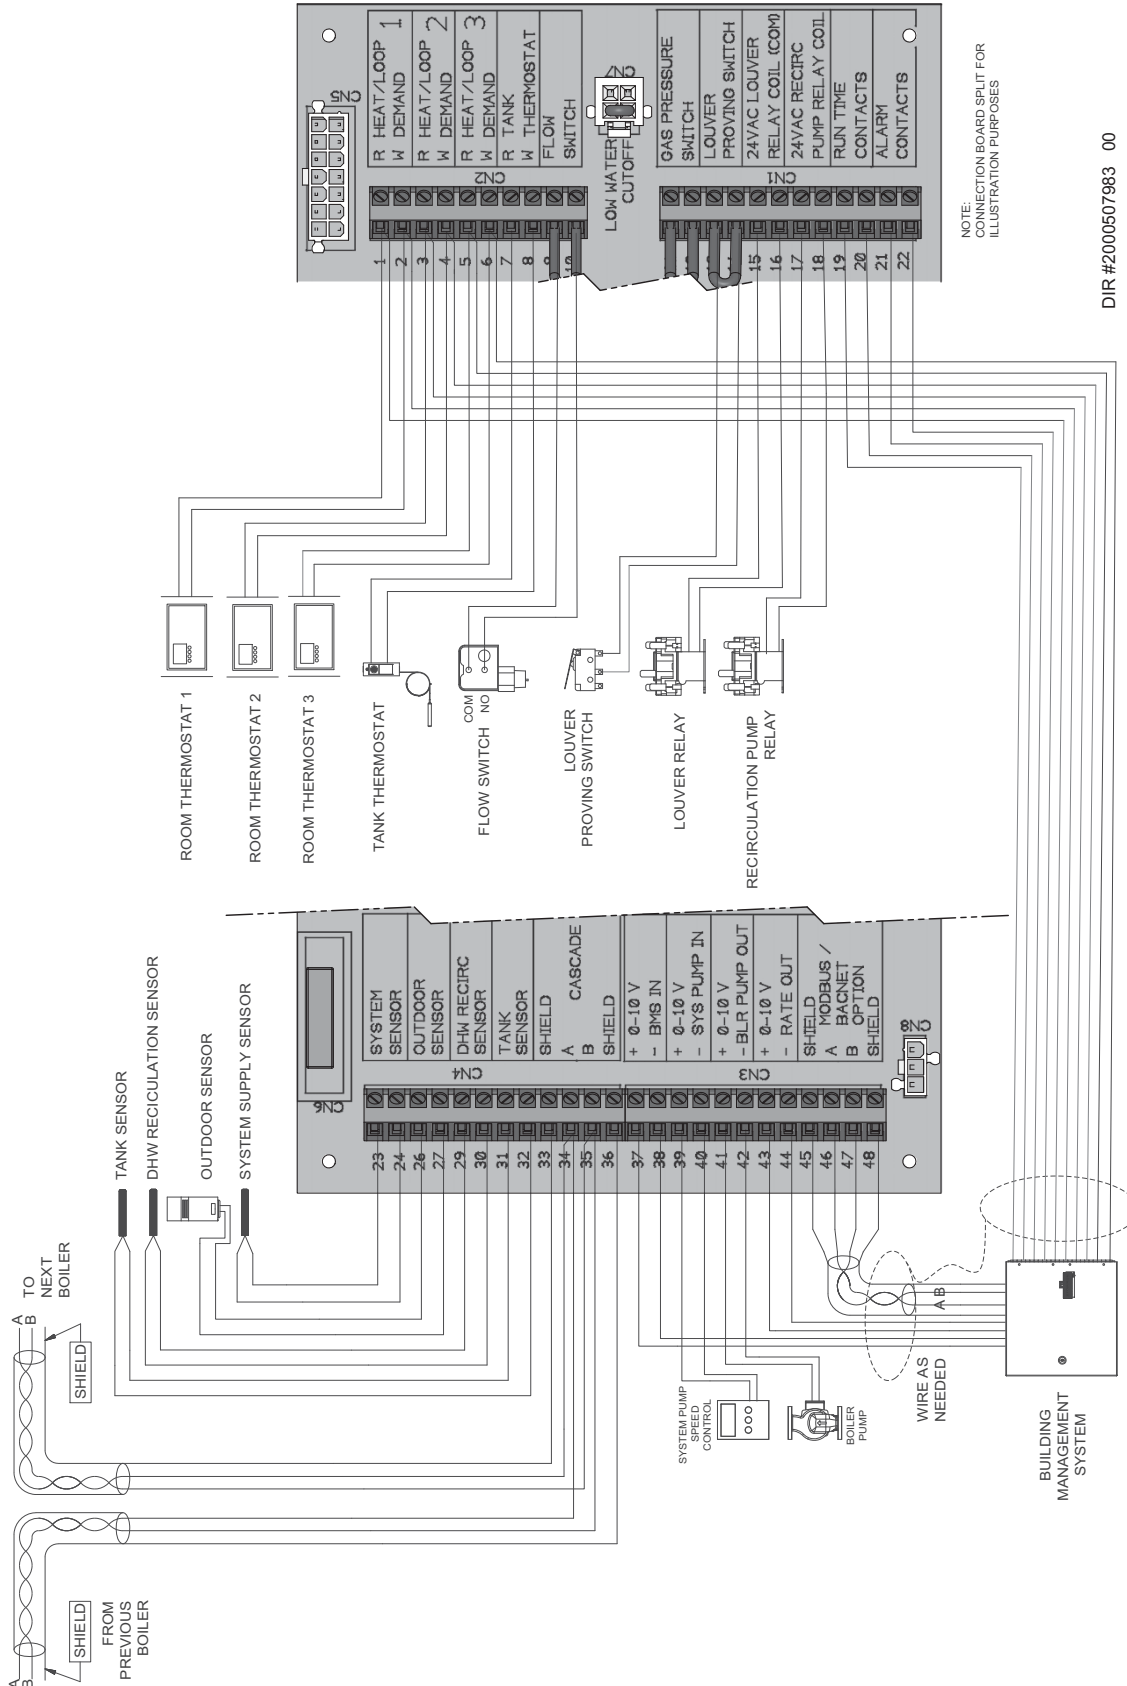 CN5
R HEAT/LOOP 1
W DEMAND
R HEAT/LOOP 2
W DEMAND
R HEAT/LOOP 3
W DEMAND
R TANK
W THERMOSTAT
FLOW
SWITCH
CN2
1
2
3
4
5
6
7
8
9
10
LOW WATER
CUTOFF
CN7
GAS PRESSURE
SWITCH
LOUVER
PROVING SWITCH
24VAC LOUVER
RELAY COIL (COM)
24VAC RECIRC
PUMP RELAY COIL
RUN TIME
CONTACTS
ALARM
CONTACTS
CN1
15
16
17
18
19
20
21
22
NOTE:
CONNECTION BOARD SPLIT FOR
ILLUSTRATION PURPOSES
DIR #2000507983 00
ROOM THERMOSTAT 1
ROOM THERMOSTAT 2
ROOM THERMOSTAT 3
TANK THERMOSTAT
COM
NO
FLOW SWITCH
LOUVER
PROVING SWITCH
LOUVER RELAY
RECIRCULATION PUMP
RELAY
TANK SENSOR
DHW RECICULATION SENSOR
OUTDOOR SENSOR
SYSTEM SUPPLY SENSOR
CN6
SYSTEM
SENSOR
OUTDOOR
SENSOR
DHW RECIRC
SENSOR
TANK
SENSOR
SHIELD
A CASCADE
B
SHIELD
CN4
+ 0-10 V
- BMS IN
+ 0-10 V
- SYS PUMP IN
+ 0-10 V
- BLR PUMP OUT
+ 0-10 V
- RATE OUT
SHIELD
A MODBUS /
BACNET
B OPTION
SHIELD
CN3
CN8
23
24
26
27
29
30
31
32
33
34
35
36
37
38
39
40
41
42
43
44
45
46
47
48
A
B
TO
NEXT
BOILER
SHIELD
A
B
SHIELD
FROM
PREVIOUS
BOILER
SYSTEM PUMP
SPEED
CONTROL
BOILER
PUMP
WIRE AS
NEEDED
A
B
BUILDING
MANAGEMENT
SYSTEM